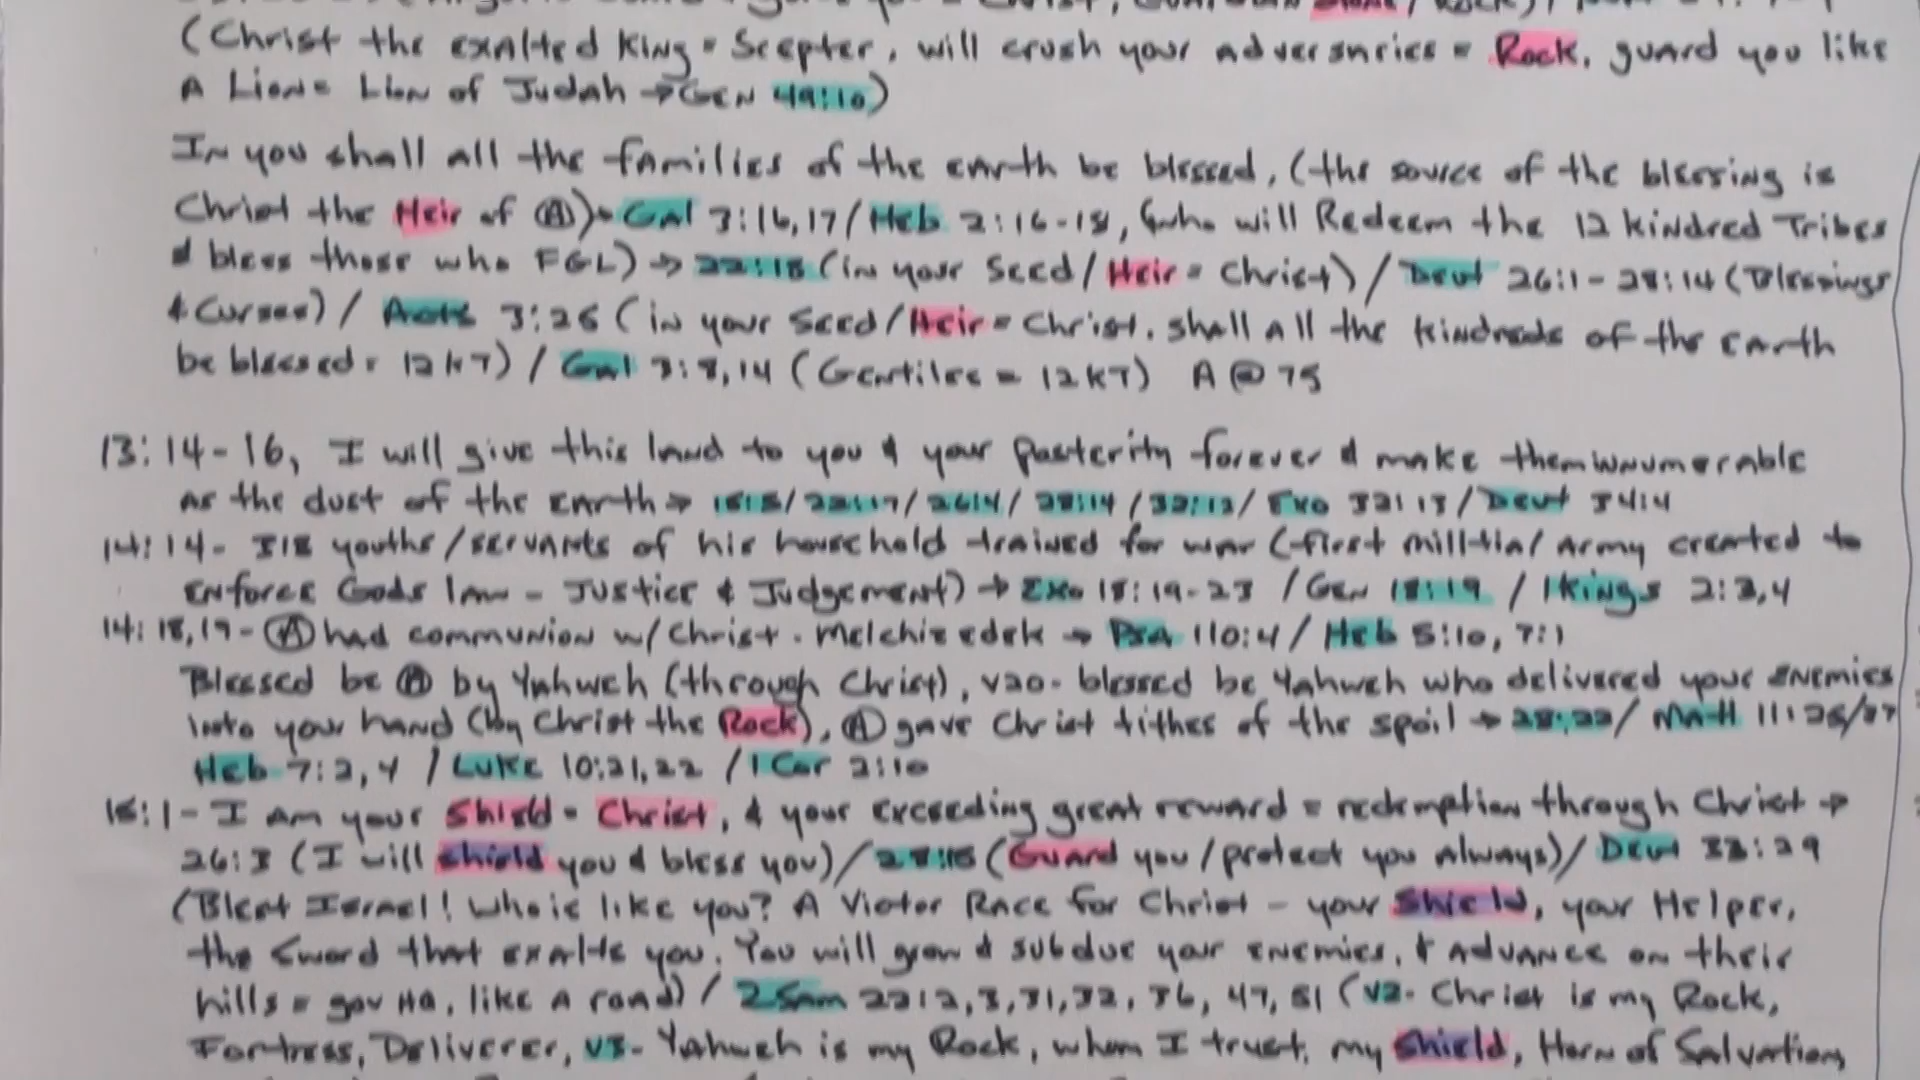 (Christ the exalted King = Scepter, will crush your adversaries = Rock, guard you like
A Lion = Lion of Judah → Gen 49:10)
In you shall all the families of the earth be blessed, (the source of the blessing is
Christ the Heir of (A)) = Gal 3:16,17 / Heb 2:16-18, (who will Redeem the 12 kindred Tribes
& bless those who FGL) → 22:18 (in your Seed/Heir = Christ) / Deut 26:1-28:14 (Blessings
& Curses) / Acts 3:25 (in your Seed/Heir = Christ, shall all the kindreds of the earth
be blessed = 12 KT) / Gal 3:8,14 (Gentiles = 12 KT) A @ 75
13:14-16, I will give this land to you & your posterity forever & make them innumerable
as the dust of the Earth → 15:5/22:17/26:4/28:14/32:12/ Exo 32:13/ Deut 34:4
14:14- 318 youths/servants of his household trained for war (first militia/Army created to
Enforce Gods law - Justice & Judgement) → Exo 18:19-23 / Gen 18:19 / 1 Kings 2:3,4
14:18,19- (A) had communion w/ Christ - Melchizedek → Psa 110:4/ Heb 5:10, 7:1
Blessed be (A) by Yahweh (through Christ), v20- blessed be Yahweh who delivered your enemies
into your hand (by Christ the Rock), (A) gave Christ tithes of the spoil → 28:22/ Matt 11:25/27
Heb 7:2,4 / Luke 10:21,22 / 1 Cor 2:10
15:1- I am your Shield = Christ, & your exceeding great reward = redemption through Christ →
26:3 (I will shield you & bless you)/ 28:15 (Guard you/protect you always)/ Deut 33:29
(Blest Israel! Who is like you? A Victor Race for Christ - your Shield, your Helper,
the Sword that exalts you. You will grow & subdue your enemies, & advance on their
hills = gov HQ, like a road) / 2 Sam 22:2,3,31,32,36,47,51 (V2- Christ is my Rock,
Fortress, Deliverer, V3- Yahweh is my Rock, whom I trust, my Shield, Horn of Salvation,